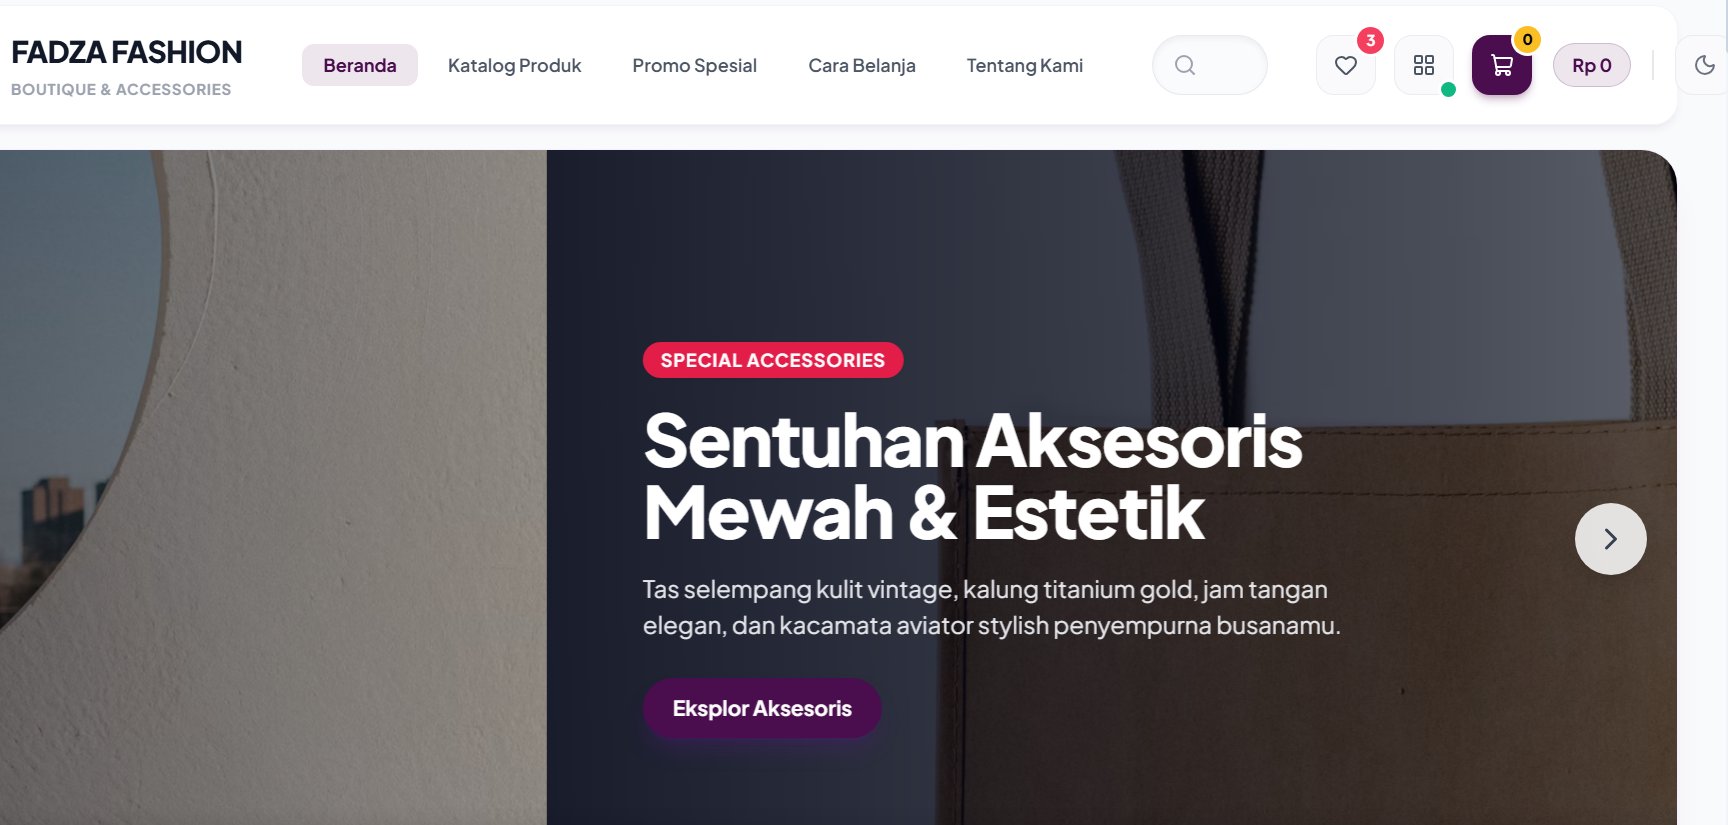 FADZA FASHION
BOUTIQUE & ACCESSORIES
Beranda
Katalog Produk
Promo Spesial
Cara Belanja
Tentang Kami
3
0
Rp 0
SPECIAL ACCESSORIES
Sentuhan Aksesoris
Mewah & Estetik
Tas selempang kulit vintage, kalung titanium gold, jam tangan
elegan, dan kacamata aviator stylish penyempurna busanamu.
Eksplor Aksesoris